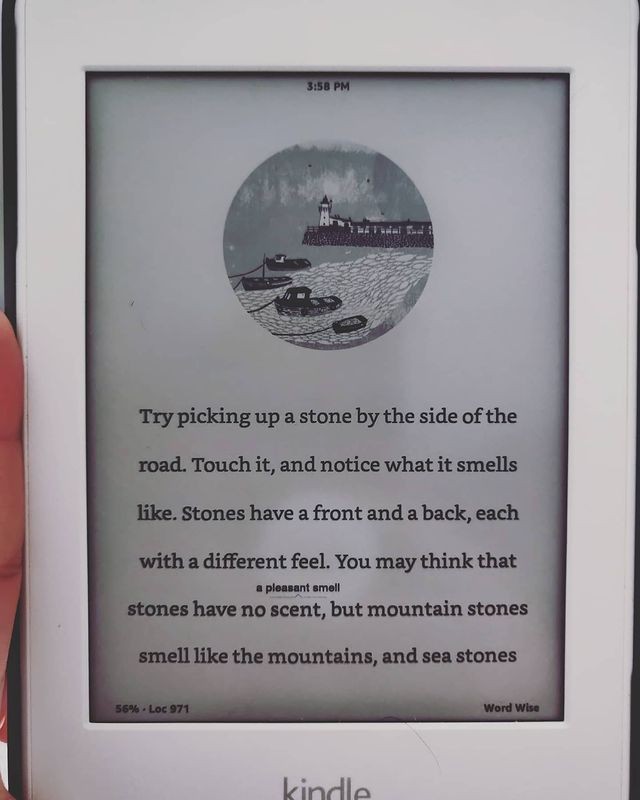 3:58 PM
Try picking up a stone by the side of the
road. Touch it, and notice what it smells
like. Stones have a front and a back, each
with a different feel. You may think that
a pleasant smell
stones have no scent, but mountain stones
smell like the mountains, and sea stones
56% · Loc 971 Word Wise
kindle